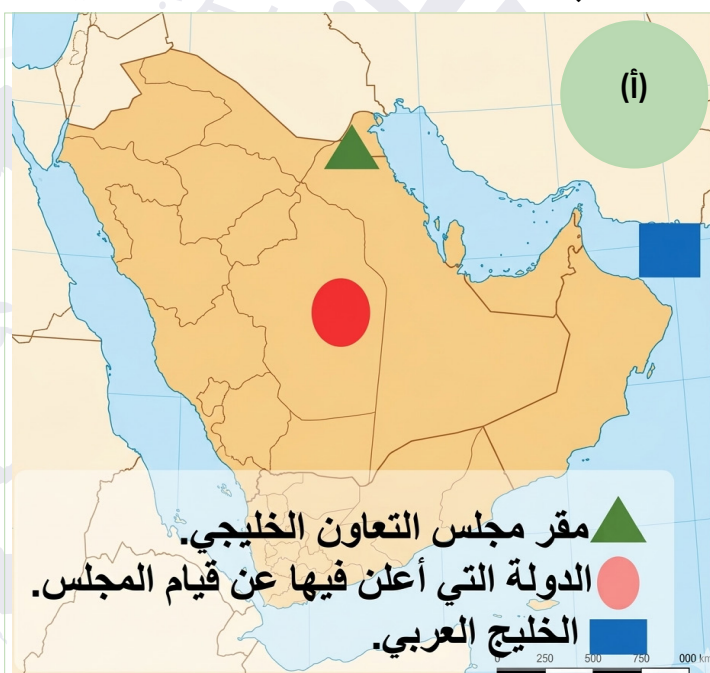 (أ)
مقر مجلس التعاون الخليجي.
الدولة التي أعلن فيها عن قيام المجلس.
الخليج العربي.
0 250 500 750 000 km